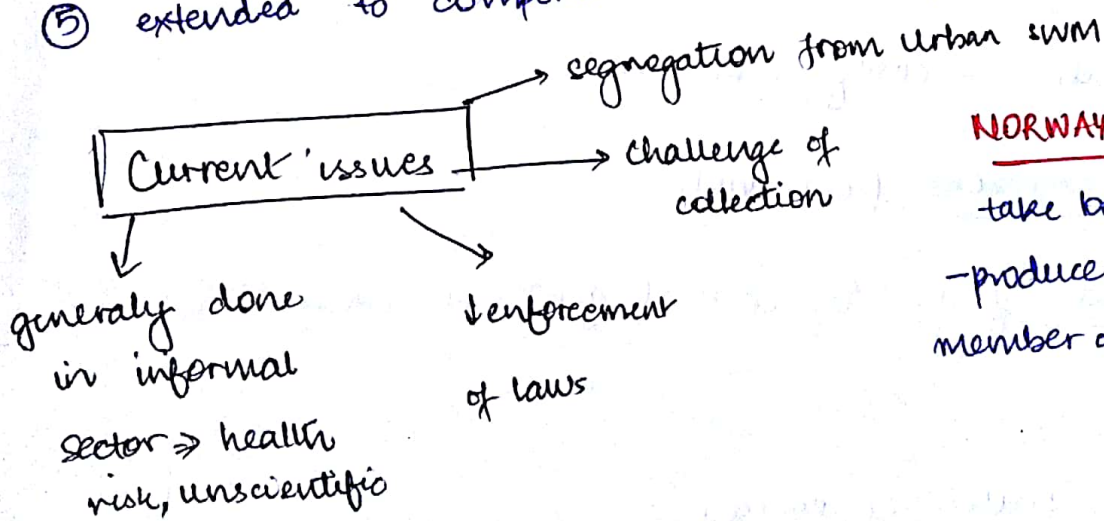 ⑤ extended to
segregation from urban SWM
Current issues
challenge of
collection
generaly done
in informal
sector ⇒ health
risk, unscientific
↓enforcement
of laws
NORWAY
take
-produce
member